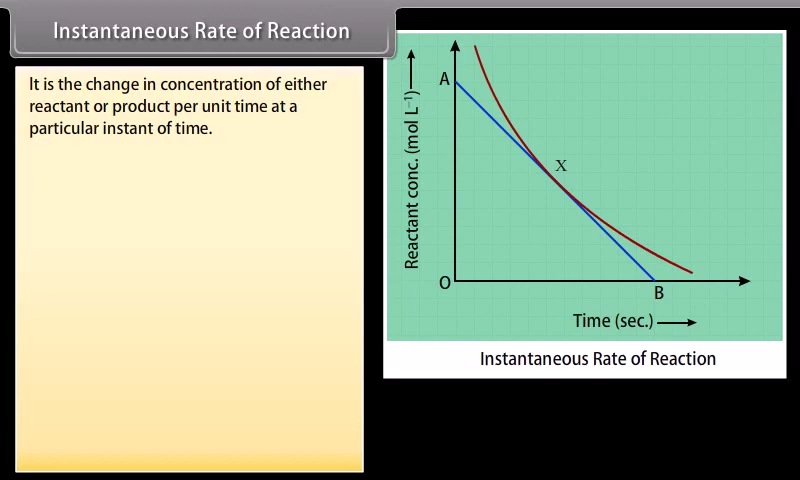 Instantaneous Rate of Reaction
It is the change in concentration of either
reactant or product per unit time at a
particular instant of time.
Reactant conc. (mol L⁻¹)
A
X
O
B
Time (sec.)
Instantaneous Rate of Reaction